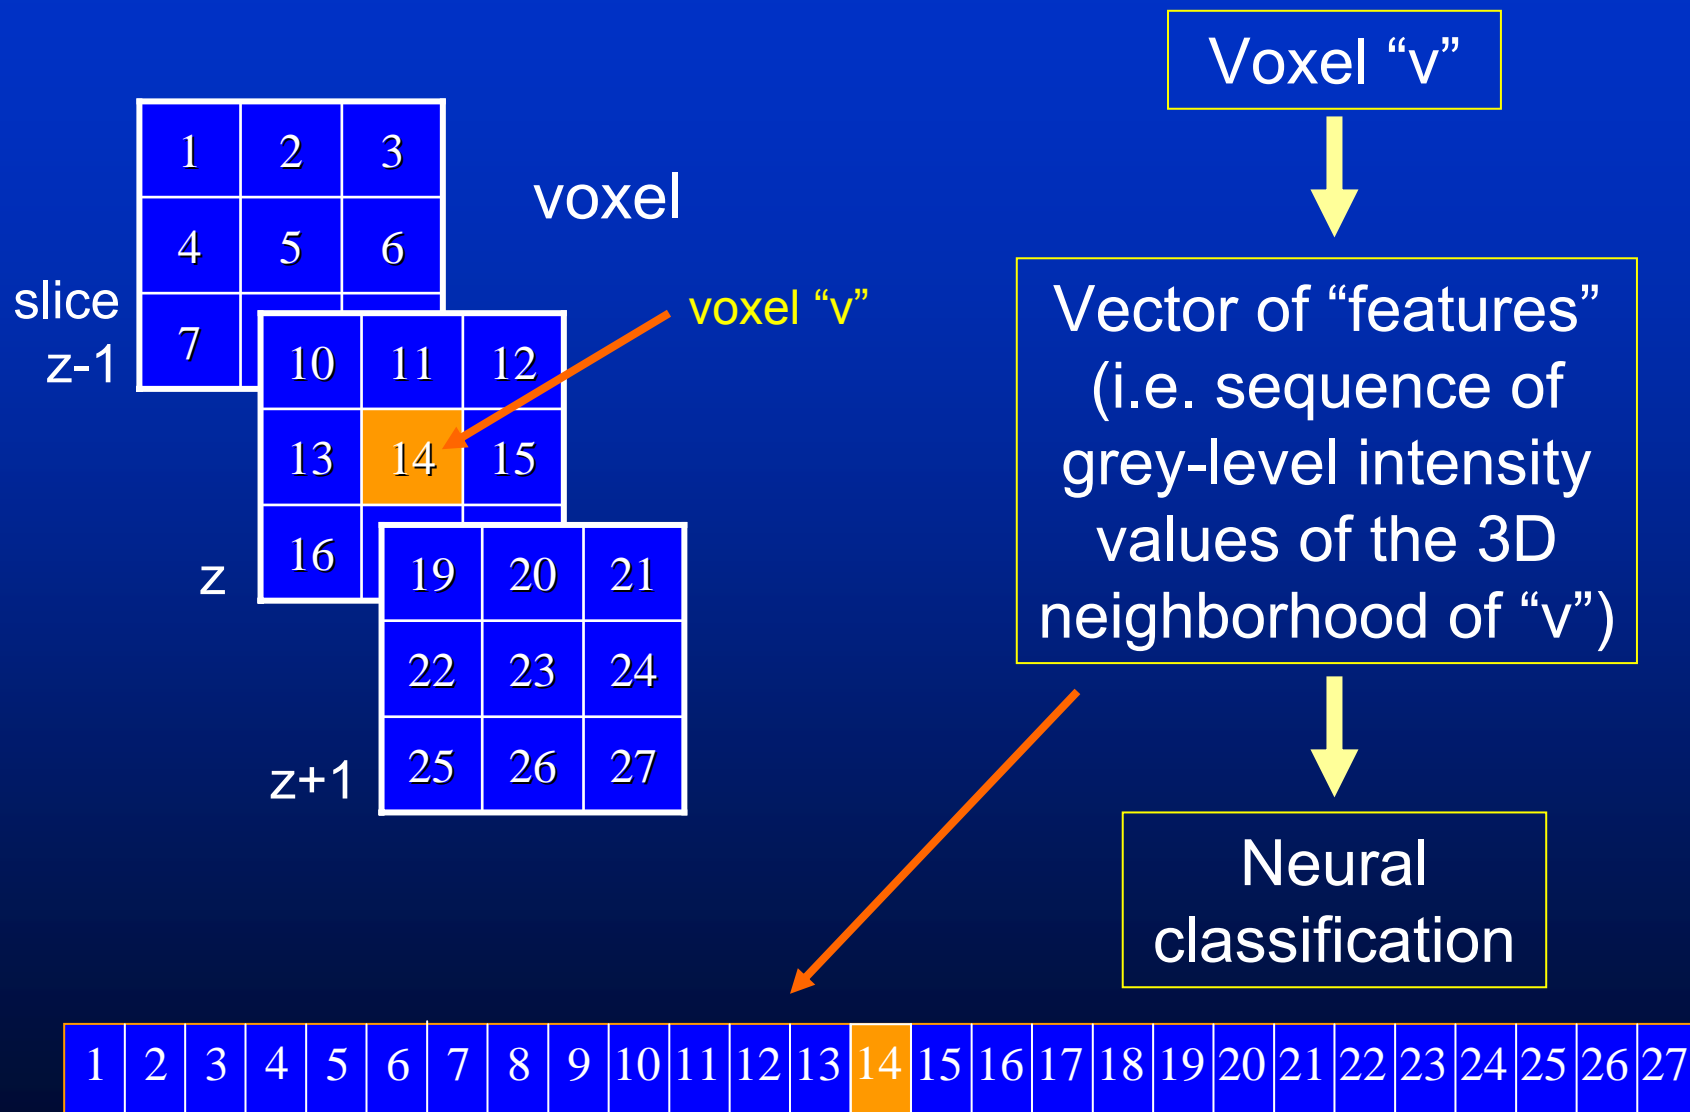 1 2 3
4 5 6
7
slice
z-1
voxel
voxel “v”
10 11 12
13 14 15
16
z
19 20 21
22 23 24
25 26 27
z+1
Voxel “v”
Vector of “features”
(i.e. sequence of
grey-level intensity
values of the 3D
neighborhood of “v”)
Neural
classification
1 2 3 4 5 6 7 8 9 10 11 12 13 14 15 16 17 18 19 20 21 22 23 24 25 26 27